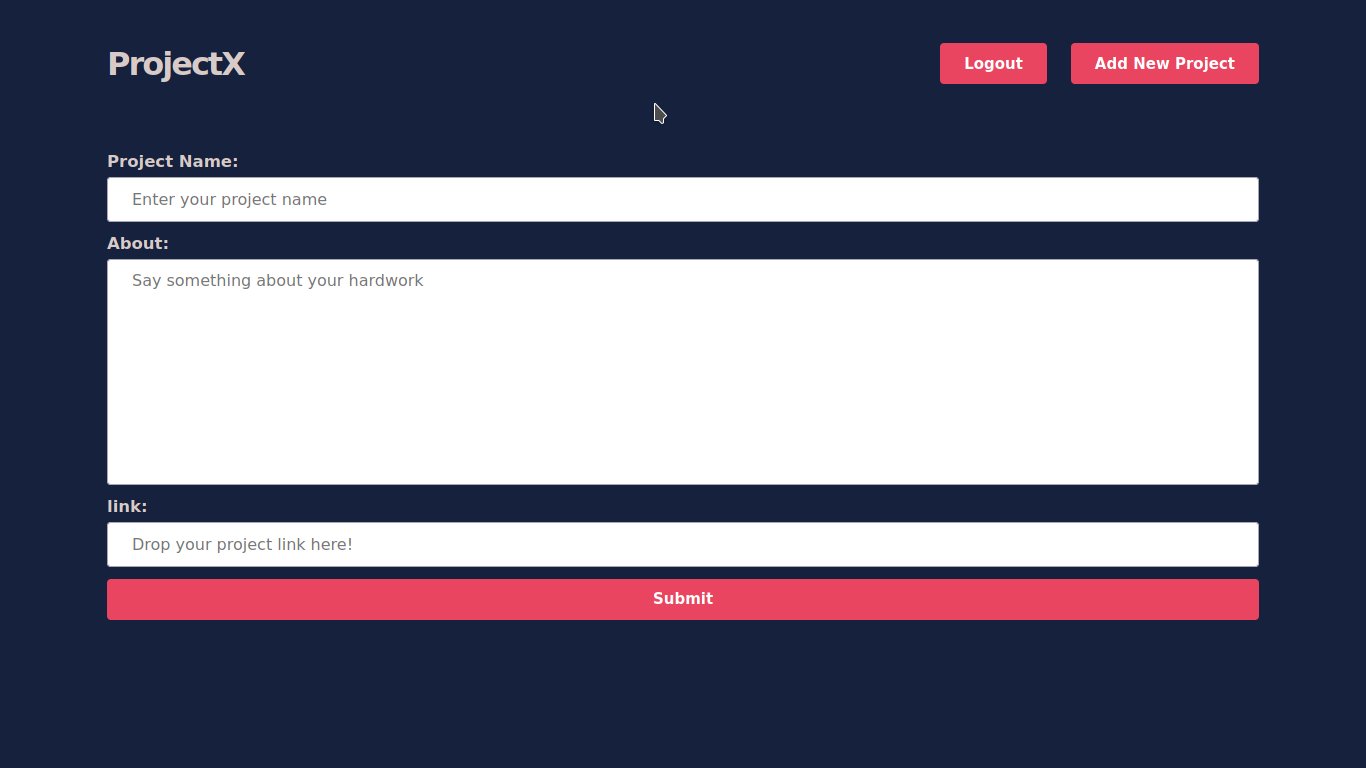 ProjectX
Logout
Add New Project
Project Name:
Enter your project name
About:
Say something about your hardwork
link:
Drop your project link here!
Submit